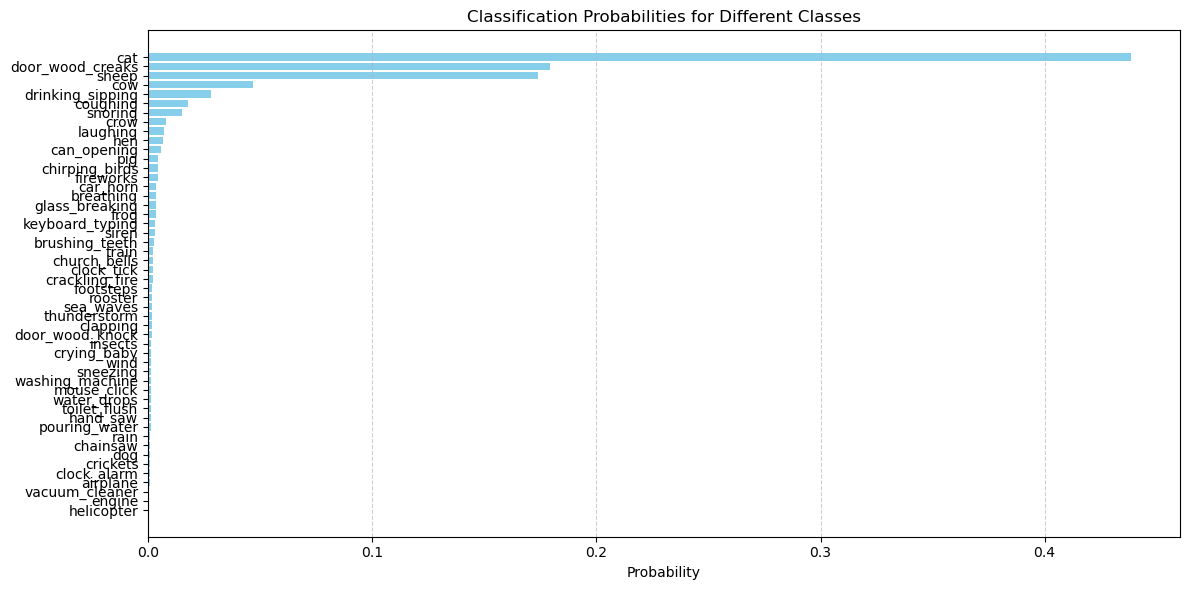 Classification Probabilities for Different Classes
cat
door_wood_creaks
sheep
cow
drinking_sipping
coughing
snoring
crow
laughing
hen
can_opening
pig
chirping_birds
fireworks
car_horn
breathing
glass_breaking
frog
keyboard_typing
siren
brushing_teeth
train
church_bells
clock_tick
crackling_fire
footsteps
rooster
sea_waves
thunderstorm
clapping
door_wood_knock
insects
crying_baby
wind
sneezing
washing_machine
mouse_click
water_drops
toilet_flush
hand_saw
pouring_water
rain
chainsaw
dog
crickets
clock_alarm
airplane
vacuum_cleaner
engine
helicopter
0.0 0.1 0.2 0.3 0.4
Probability